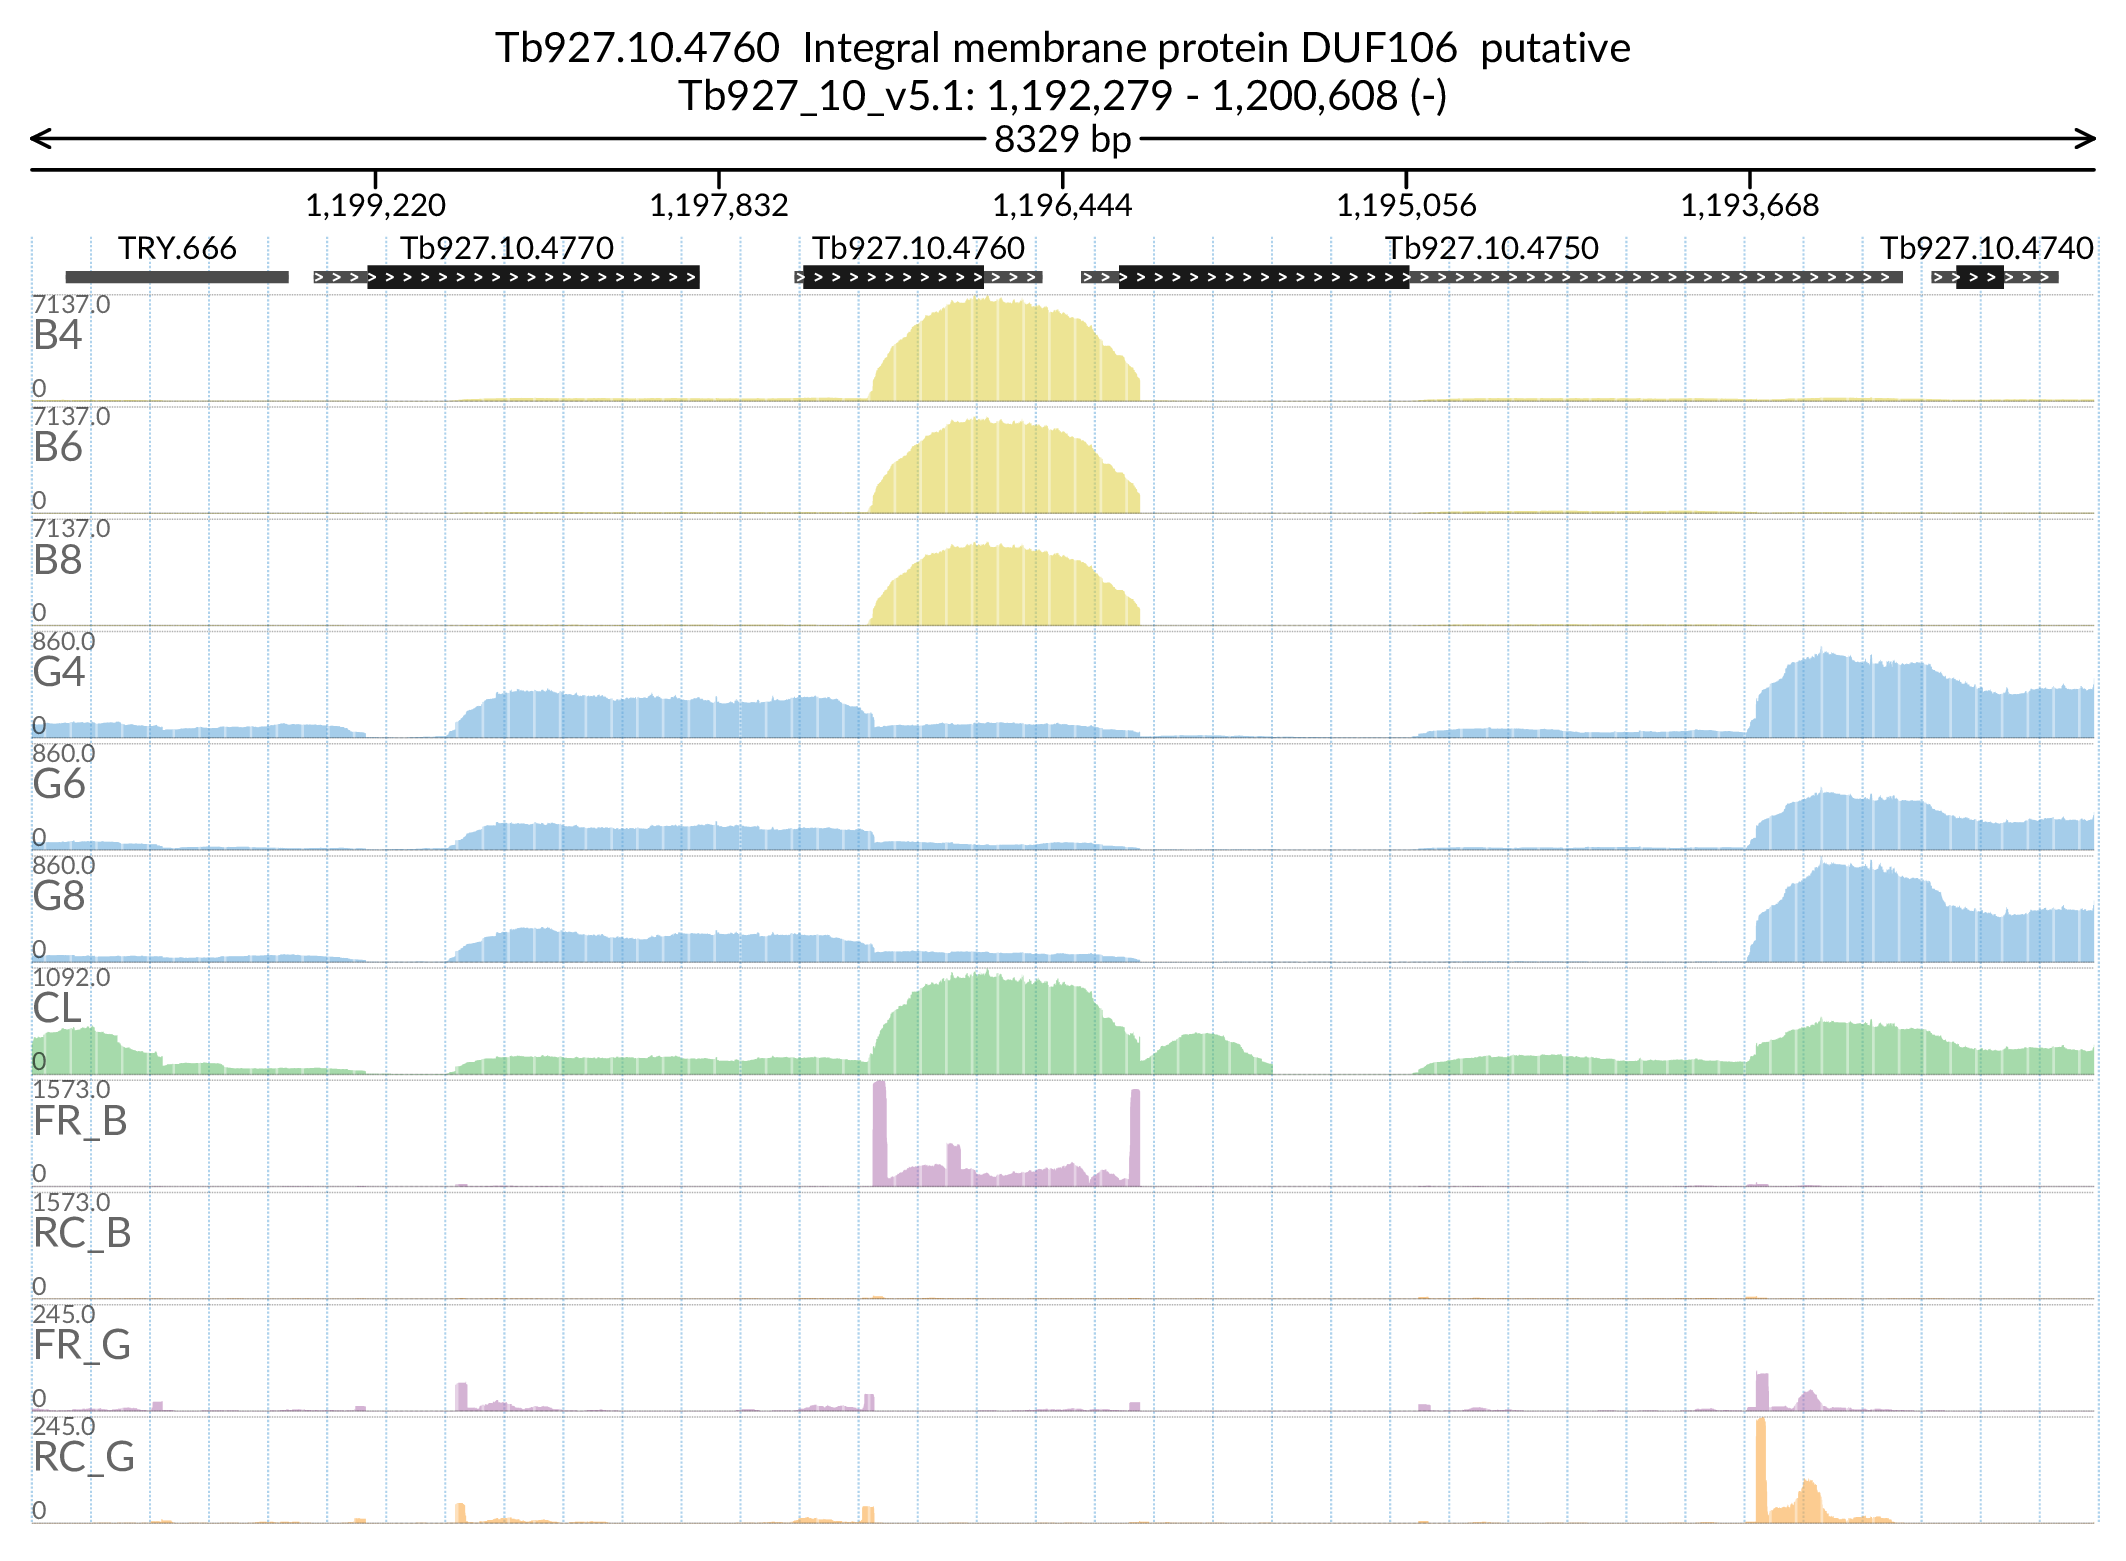 Tb927.10.4760  Integral membrane protein DUF106  putative
Tb927_10_v5.1: 1,192,279 - 1,200,608 (-)
8329 bp
1,199,220 1,197,832 1,196,444 1,195,056 1,193,668
TRY.666 Tb927.10.4770 Tb927.10.4760 Tb927.10.4750 Tb927.10.4740
7137.0
B4
0
7137.0
B6
0
7137.0
B8
0
860.0
G4
0
860.0
G6
0
860.0
G8
0
1092.0
CL
0
1573.0
FR_B
0
1573.0
RC_B
0
245.0
FR_G
0
245.0
RC_G
0